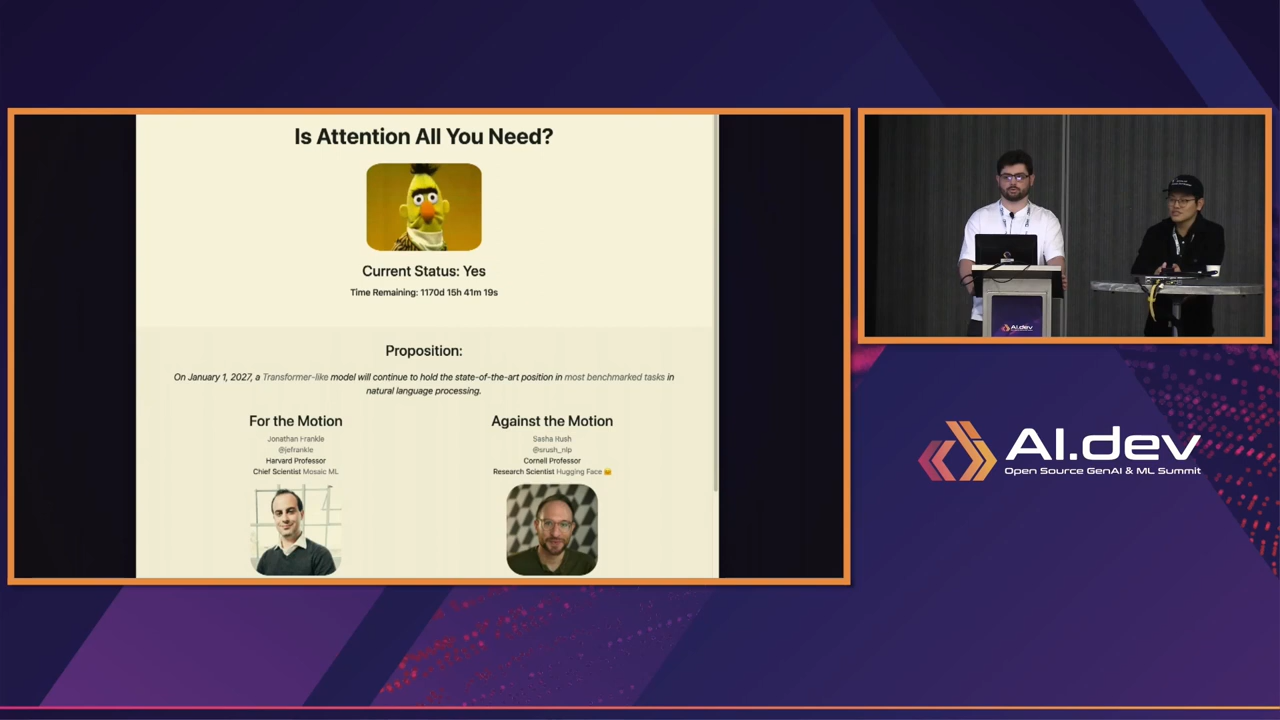 Is Attention All You Need?
Current Status: Yes
Time Remaining: 1170d 15h 41m 19s
Proposition:
On January 1, 2027, a Transformer-like model will continue to hold the state-of-the-art position in most benchmarked tasks in
natural language processing.
For the Motion
Jonathan Frankle
@jefrankle
Harvard Professor
Chief Scientist Mosaic ML
Against the Motion
Sasha Rush
@srush_nlp
Cornell Professor
Research Scientist Hugging Face 🤗
AI.dev
AI.dev
Open Source GenAI & ML Summit